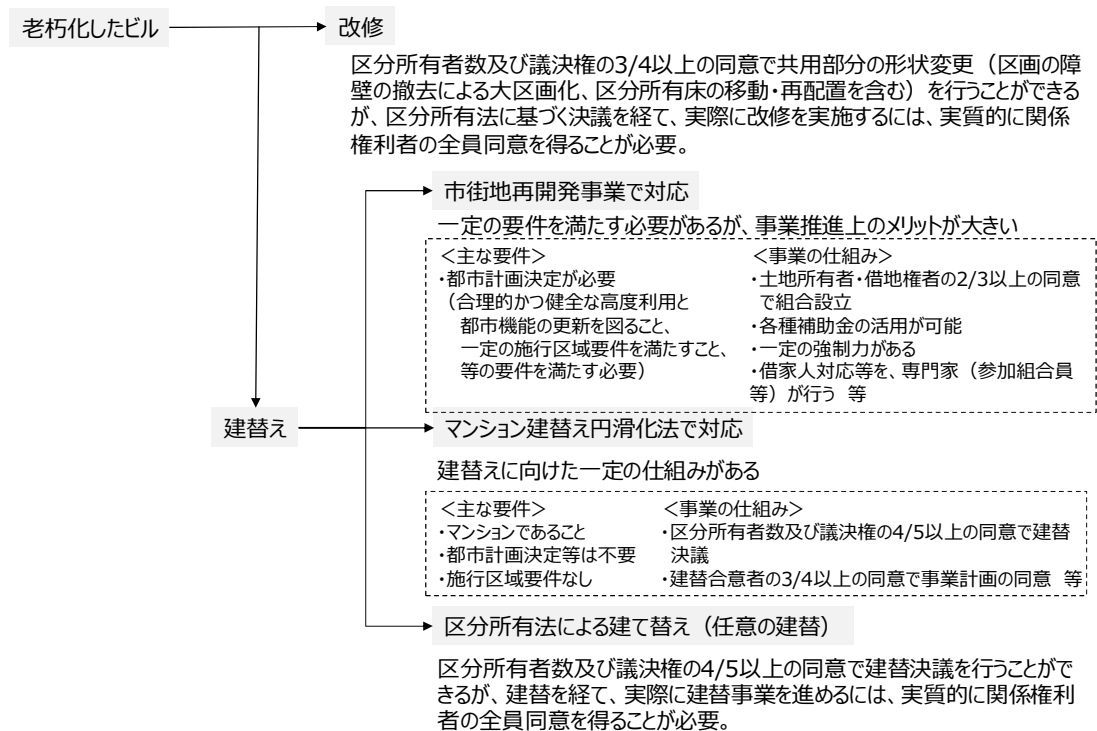 老朽化したビル
改修
区分所有者数及び議決権の3/4以上の同意で共用部分の形状変更（区画の障
壁の撤去による大区画化、区分所有床の移動・再配置を含む）を行うことができる
が、区分所有法に基づく決議を経て、実際に改修を実施するには、実質的に関係
権利者の全員同意を得ることが必要。
市街地再開発事業で対応
一定の要件を満たす必要があるが、事業推進上のメリットが大きい
＜主な要件＞
・都市計画決定が必要
（合理的かつ健全な高度利用と
都市機能の更新を図ること、
一定の施行区域要件を満たすこと、
等の要件を満たす必要）
＜事業の仕組み＞
・土地所有者・借地権者の2/3以上の同意
で組合設立
・各種補助金の活用が可能
・一定の強制力がある
・借家人対応等を、専門家（参加組合員
等）が行う 等
建替え
マンション建替え円滑化法で対応
建替えに向けた一定の仕組みがある
＜主な要件＞
・マンションであること
・都市計画決定等は不要
・施行区域要件なし
＜事業の仕組み＞
・区分所有者数及び議決権の4/5以上の同意で建替
決議
・建替合意者の3/4以上の同意で事業計画の同意 等
区分所有法による建て替え（任意の建替）
区分所有者数及び議決権の4/5以上の同意で建替決議を行うことがで
きるが、建替を経て、実際に建替事業を進めるには、実質的に関係権利
者の全員同意を得ることが必要。